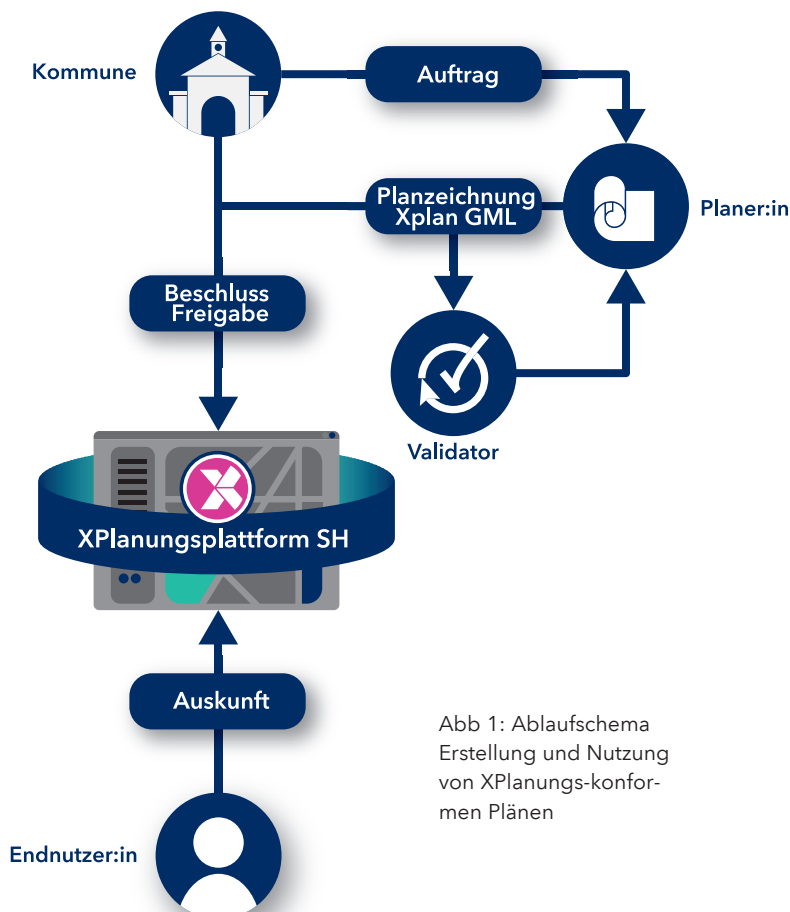 Kommune
Auftrag
Planzeichnung
Xplan GML
Planer:in
Beschluss
Freigabe
Validator
XPlanungsplattform SH
Auskunft
Abb 1: Ablaufschema
Erstellung und Nutzung
von XPlanungs-konfor-
men Plänen
Endnutzer:in